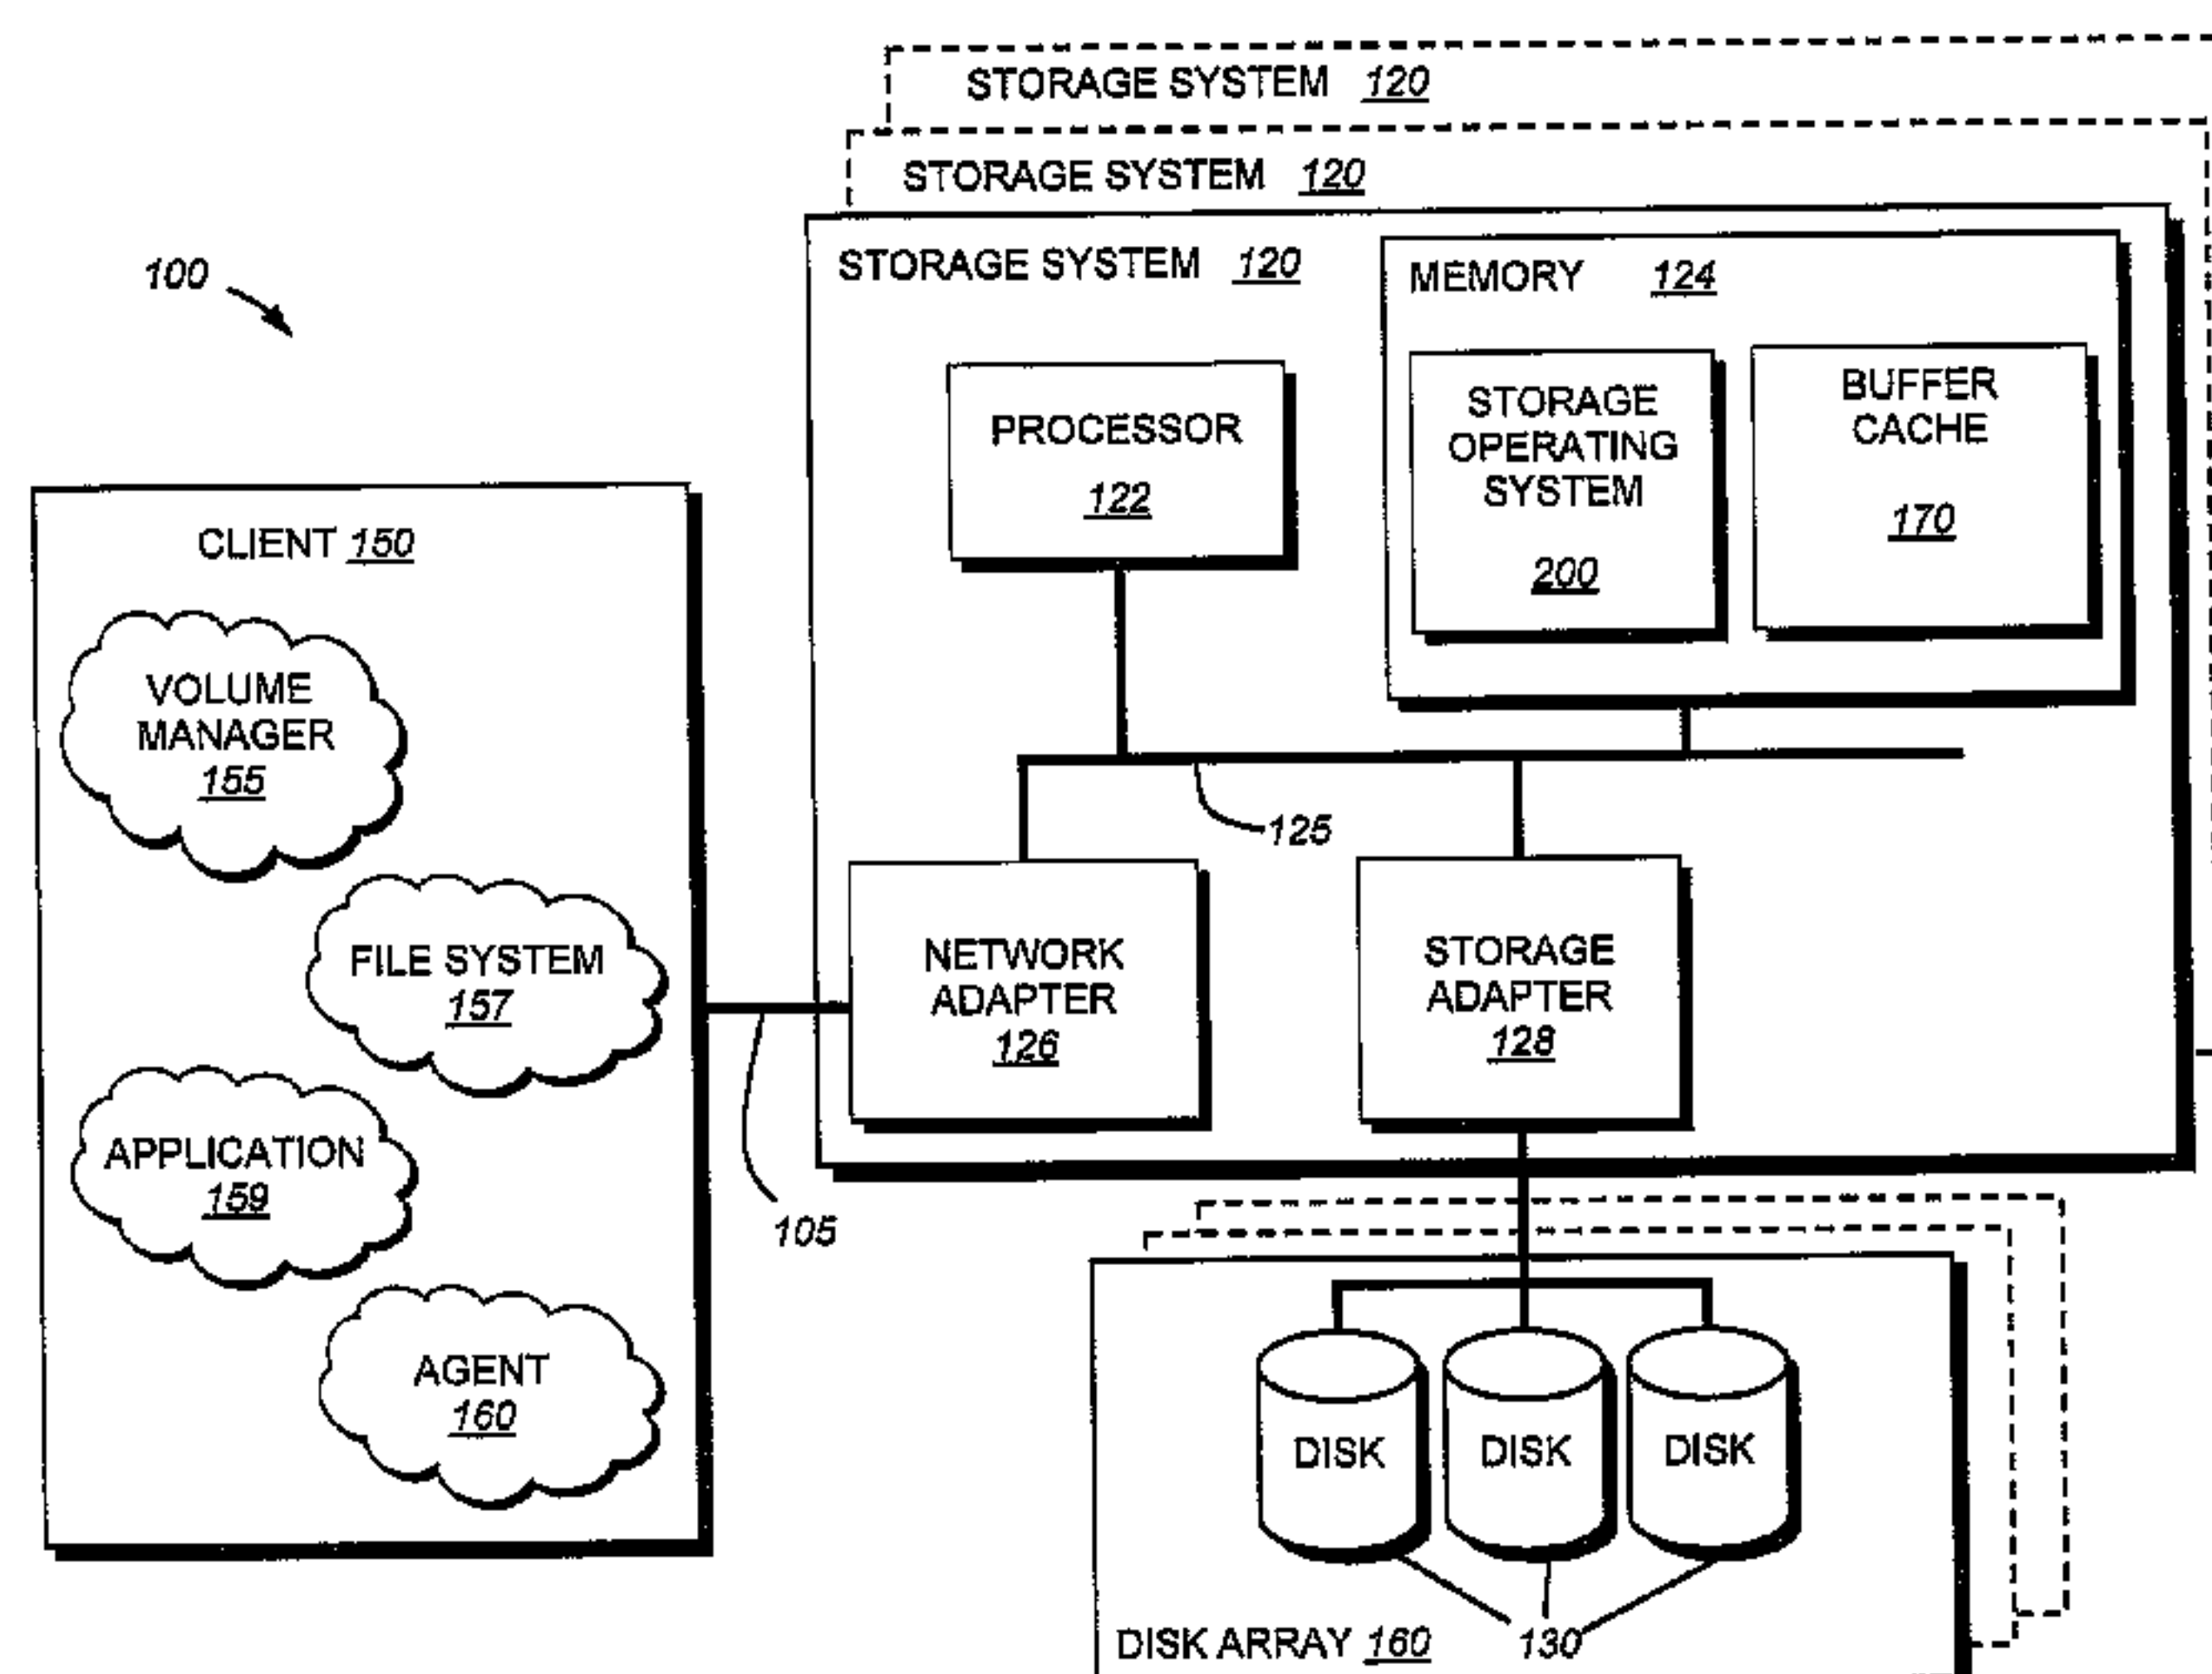 STORAGE SYSTEM 120
STORAGE SYSTEM 120
STORAGE SYSTEM 120
MEMORY 124
100
PROCESSOR
122
STORAGE
OPERATING
SYSTEM
200
BUFFER
CACHE
170
CLIENT 150
VOLUME
MANAGER
155
125
FILE SYSTEM
157
NETWORK
ADAPTER
126
STORAGE
ADAPTER
128
APPLICATION
159
105
AGENT
160
DISK
DISK
DISK
DISK ARRAY 160
130